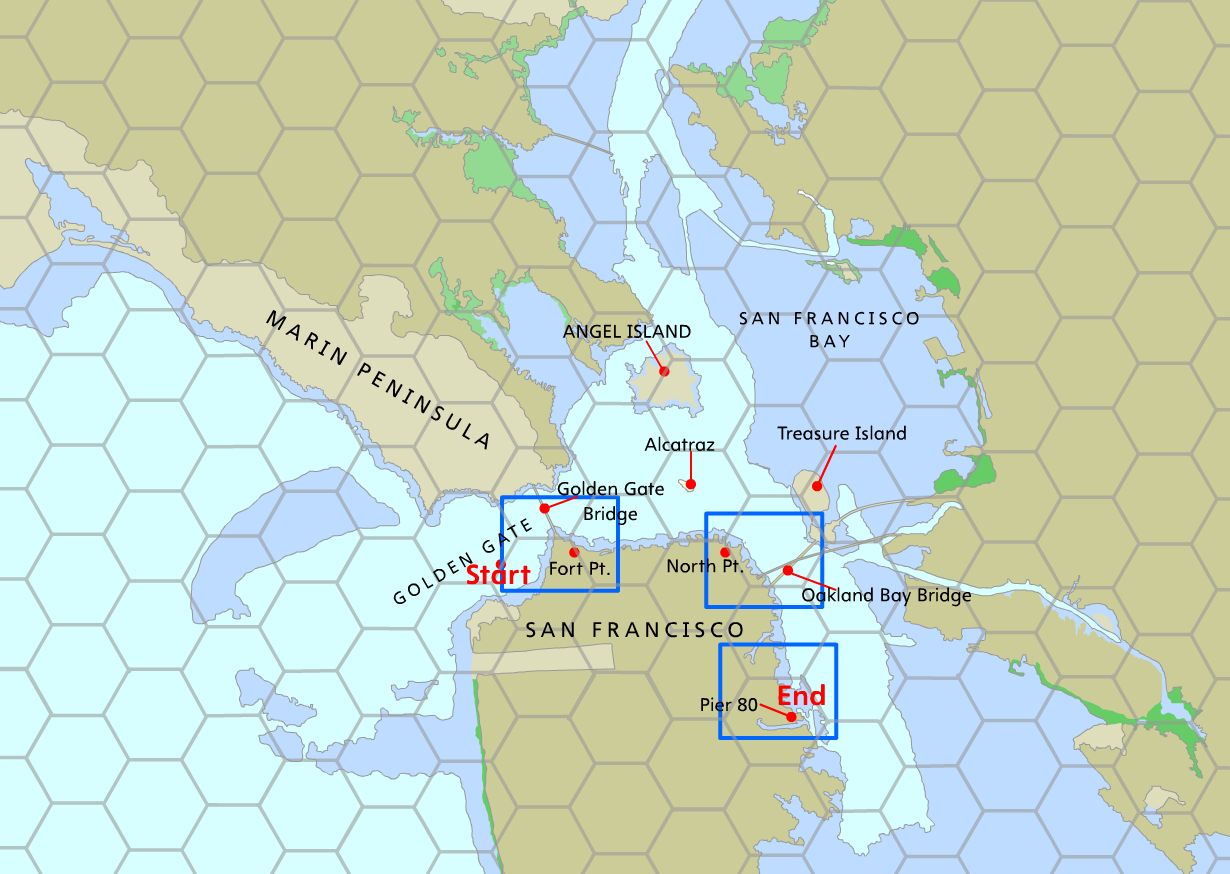 ANGEL ISLAND
SAN FRANCISCO
BAY
MARIN PENINSULA
Alcatraz
Treasure Island
Golden Gate
Bridge
GOLDEN GATE
Start
Fort Pt.
North Pt.
Oakland Bay Bridge
SAN FRANCISCO
Pier 80
End